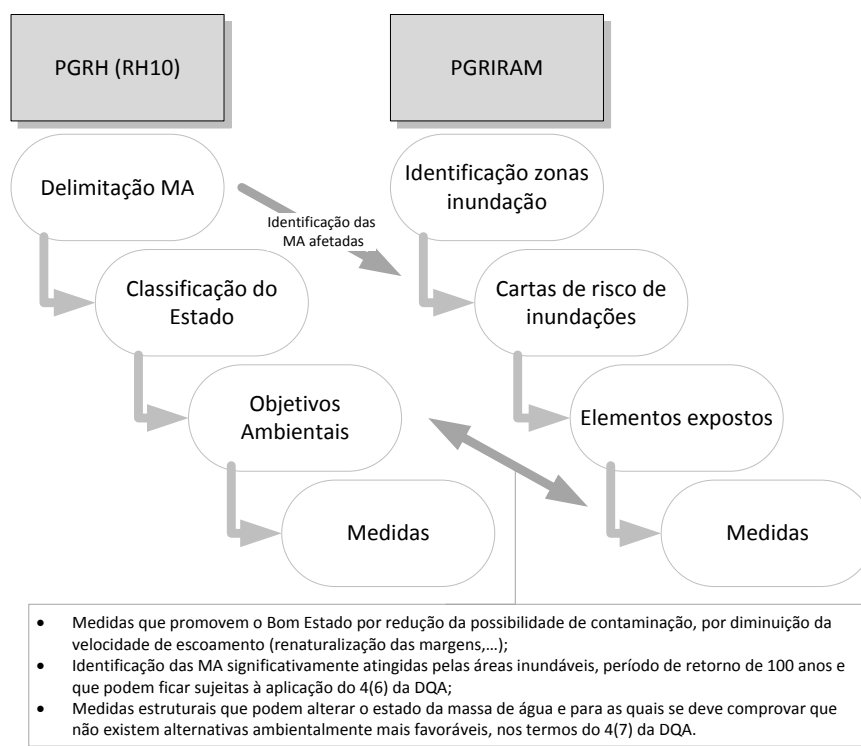 PGRH (RH10)
PGRIRAM
Delimitação MA
Identificação zonas
inundação
Identificação das
MA afetadas
Classificação do
Estado
Cartas de risco de
inundações
Objetivos
Ambientais
Elementos expostos
Medidas
Medidas
• Medidas que promovem o Bom Estado por redução da possibilidade de contaminação, por diminuição da
velocidade de escoamento (renaturalização das margens,...);
• Identificação das MA significativamente atingidas pelas áreas inundáveis, período de retorno de 100 anos e
que podem ficar sujeitas à aplicação do 4(6) da DQA;
• Medidas estruturais que podem alterar o estado da massa de água e para as quais se deve comprovar que
não existem alternativas ambientalmente mais favoráveis, nos termos do 4(7) da DQA.